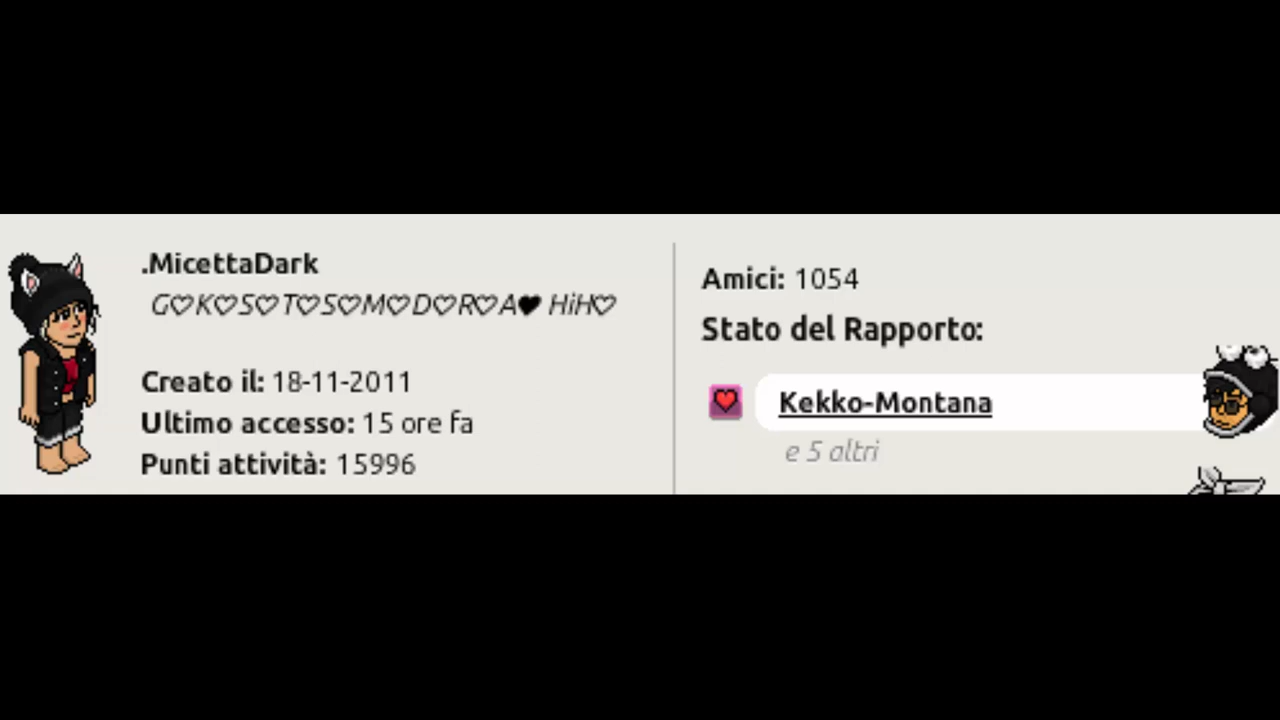 .MicettaDark
G♡K♡S♡T♡S♡M♡D♡R♡A♥ HiH♡
Creato il: 18-11-2011
Ultimo accesso: 15 ore fa
Punti attività: 15996
Amici: 1054
Stato del Rapporto:
Kekko-Montana
e 5 altri